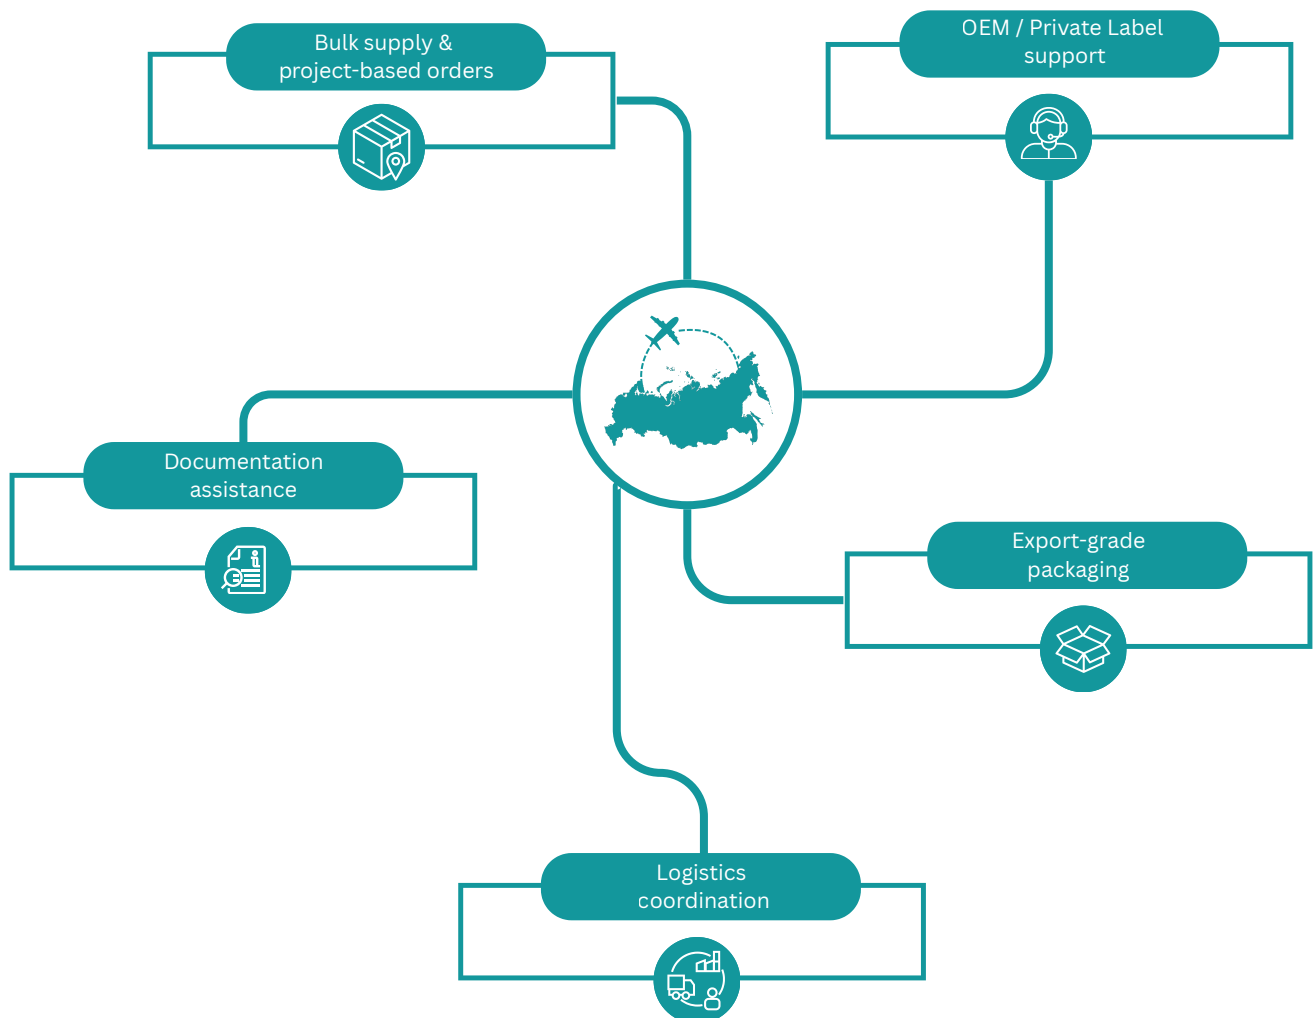 Bulk supply &
project-based orders
OEM / Private Label
support
Documentation
assistance
Export-grade
packaging
Logistics
coordination